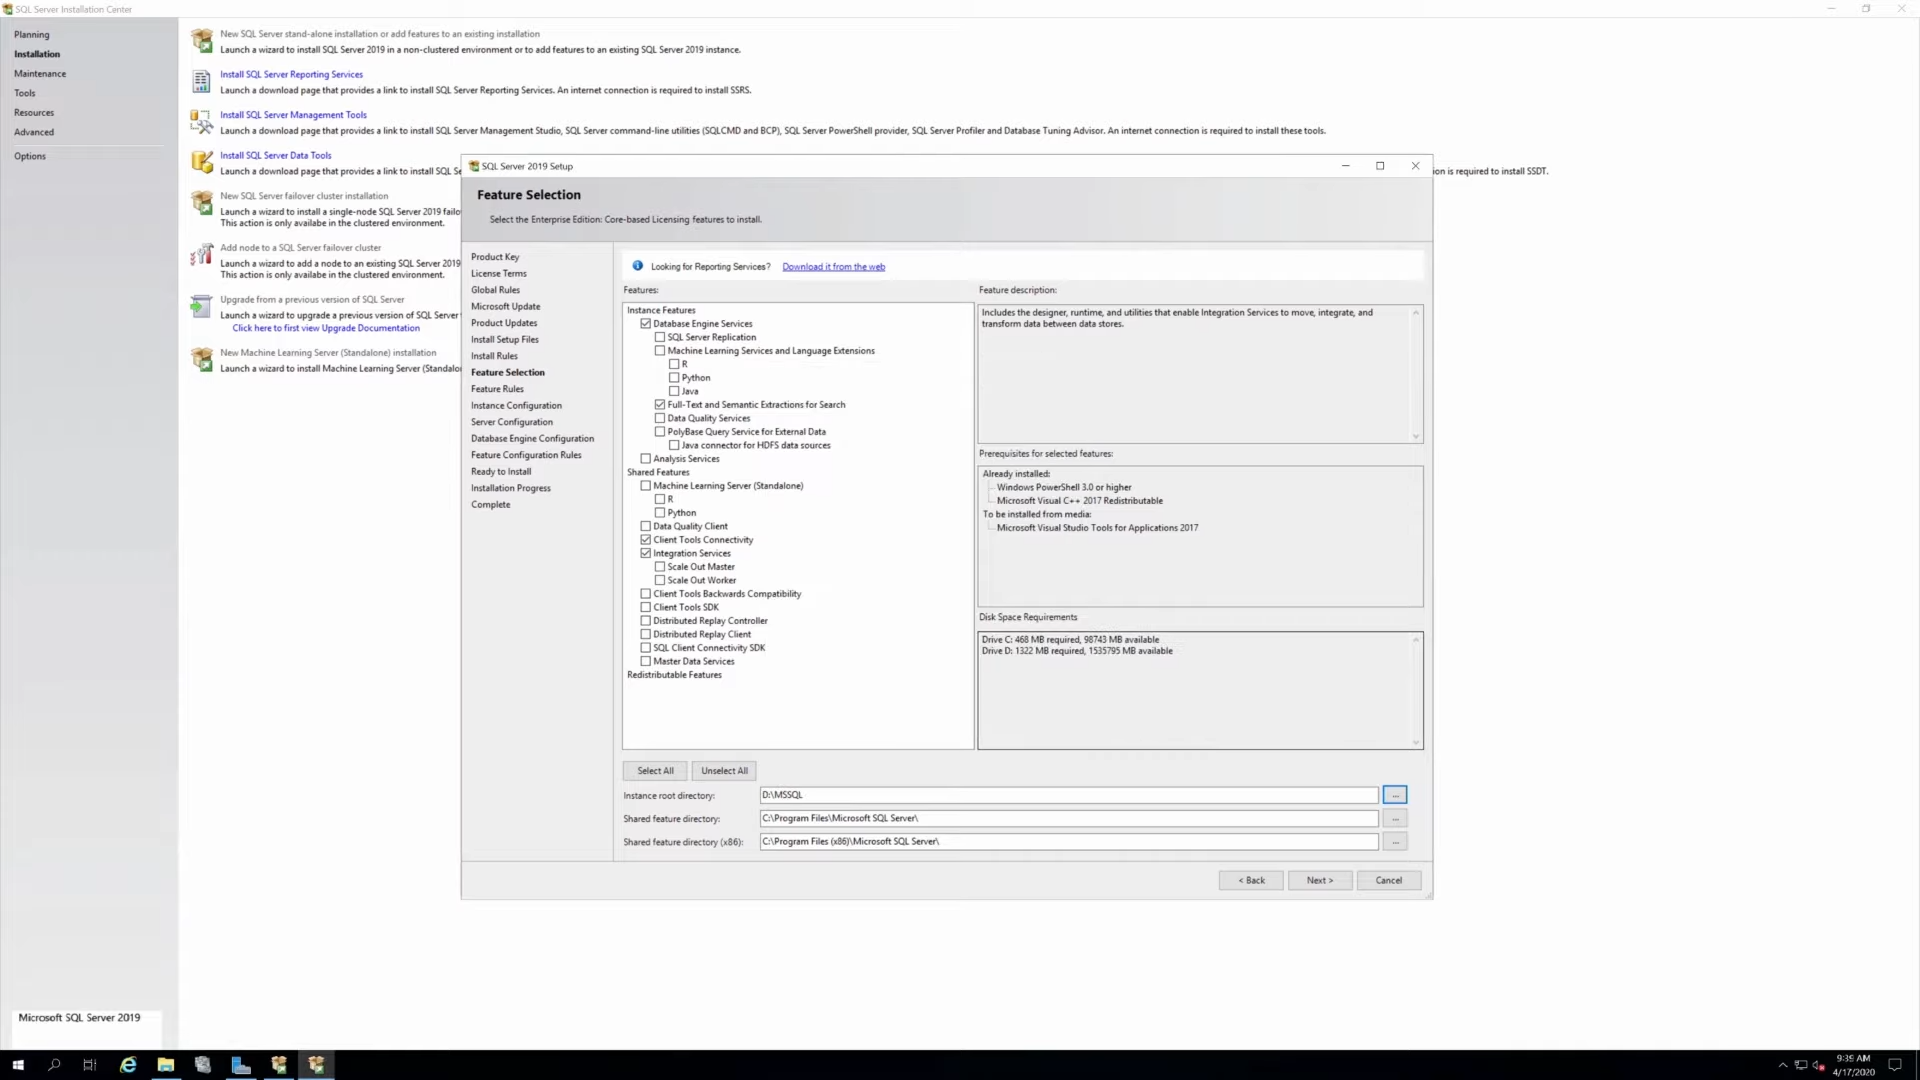 SQL Server Installation Center
Planning
Installation
Maintenance
Tools
Resources
Advanced
Options
New SQL Server stand-alone installation or add features to an existing installation
Launch a wizard to install SQL Server 2019 in a non-clustered environment or to add features to an existing SQL Server 2019 instance.
Install SQL Server Reporting Services
Launch a download page that provides a link to install SQL Server Reporting Services. An internet connection is required to install SSRS.
Install SQL Server Management Tools
Launch a download page that provides a link to install SQL Server Management Studio, SQL Server command-line utilities (SQLCMD and BCP), SQL Server PowerShell provider, SQL Server Profiler and Database Tuning Advisor. An internet connection is required to install these tools.
Install SQL Server Data Tools
Launch a download page that provides a link to install SQL Se
ion is required to install SSDT.
New SQL Server failover cluster installation
Launch a wizard to install a single-node SQL Server 2019 failo
This action is only availabe in the clustered environment.
Add node to a SQL Server failover cluster
Launch a wizard to add a node to an existing SQL Server 2019
This action is only availabe in the clustered environment.
Upgrade from a previous version of SQL Server
Launch a wizard to upgrade a previous version of SQL Server
Click here to first view Upgrade Documentation
New Machine Learning Server (Standalone) installation
Launch a wizard to install Machine Learning Server (Standalo
Microsoft SQL Server 2019
SQL Server 2019 Setup
Feature Selection
Select the Enterprise Edition: Core-based Licensing features to install.
Product Key
License Terms
Global Rules
Microsoft Update
Product Updates
Install Setup Files
Install Rules
Feature Selection
Feature Rules
Instance Configuration
Server Configuration
Database Engine Configuration
Feature Configuration Rules
Ready to Install
Installation Progress
Complete
Looking for Reporting Services? Download it from the web
Features:
Instance Features
Database Engine Services
SQL Server Replication
Machine Learning Services and Language Extensions
R
Python
Java
Full-Text and Semantic Extractions for Search
Data Quality Services
PolyBase Query Service for External Data
Java connector for HDFS data sources
Analysis Services
Shared Features
Machine Learning Server (Standalone)
R
Python
Data Quality Client
Client Tools Connectivity
Integration Services
Scale Out Master
Scale Out Worker
Client Tools Backwards Compatibility
Client Tools SDK
Distributed Replay Controller
Distributed Replay Client
SQL Client Connectivity SDK
Master Data Services
Redistributable Features
Feature description:
Includes the designer, runtime, and utilities that enable Integration Services to move, integrate, and
transform data between data stores.
Prerequisites for selected features:
Already installed:
Windows PowerShell 3.0 or higher
Microsoft Visual C++ 2017 Redistributable
To be installed from media:
Microsoft Visual Studio Tools for Applications 2017
Disk Space Requirements
Drive C: 468 MB required, 98743 MB available
Drive D: 1322 MB required, 1535795 MB available
Select All
Unselect All
Instance root directory:
D:\MSSQL
...
Shared feature directory:
C:\Program Files\Microsoft SQL Server\
...
Shared feature directory (x86):
C:\Program Files (x86)\Microsoft SQL Server\
...
< Back
Next >
Cancel
9:35 AM
4/17/2020